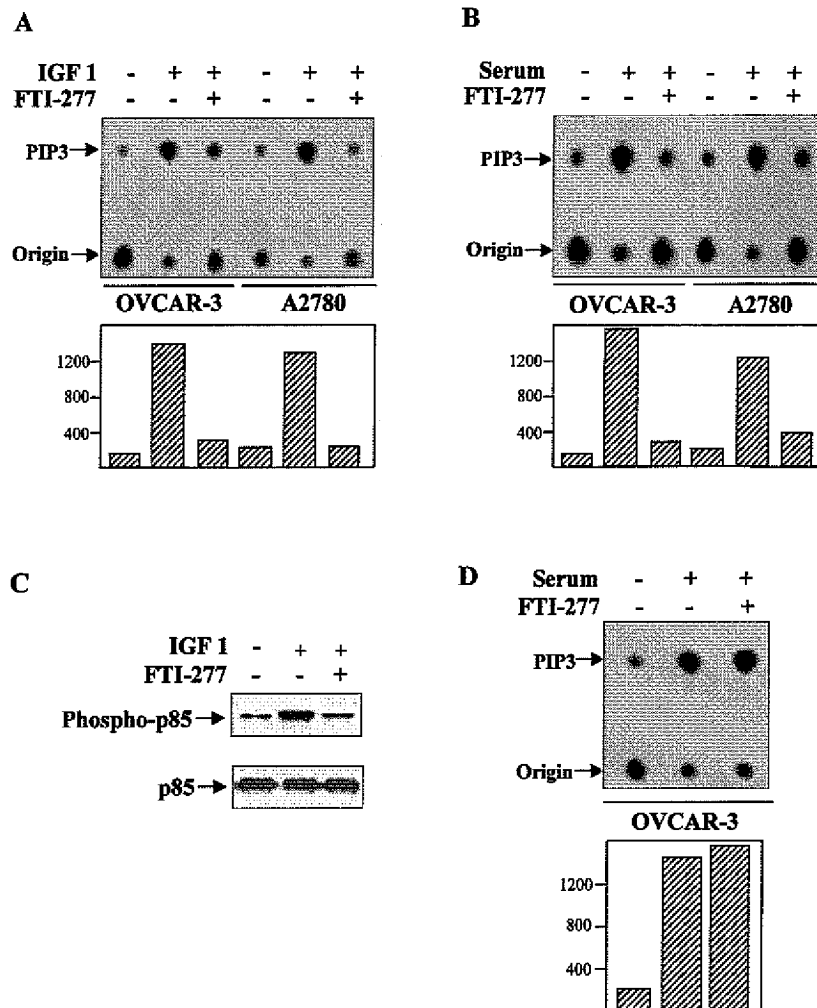 A
IGF 1 - + + - + +
FTI-277 - - + - - +
PIP3
Origin
OVCAR-3 A2780
1200
800
400
B
Serum - + + - + +
FTI-277 - - + - - +
PIP3
Origin
OVCAR-3 A2780
1200
800
400
C
IGF 1 - + +
FTI-277 - - +
Phospho-p85
p85
D
Serum - + +
FTI-277 - - +
PIP3
Origin
OVCAR-3
1200
800
400